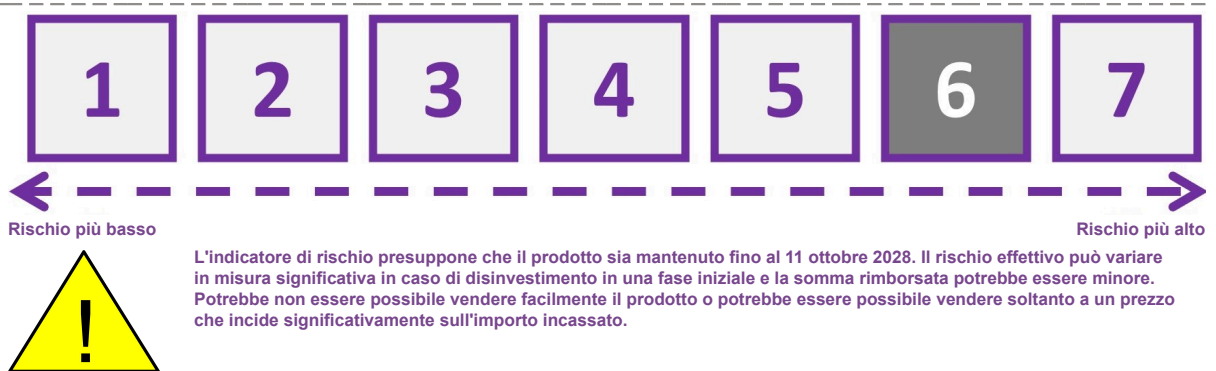 1 2 3 4 5 6 7
Rischio più basso Rischio più alto
L'indicatore di rischio presuppone che il prodotto sia mantenuto fino al 11 ottobre 2028. Il rischio effettivo può variare
in misura significativa in caso di disinvestimento in una fase iniziale e la somma rimborsata potrebbe essere minore.
Potrebbe non essere possibile vendere facilmente il prodotto o potrebbe essere possibile vendere soltanto a un prezzo
che incide significativamente sull'importo incassato.
!